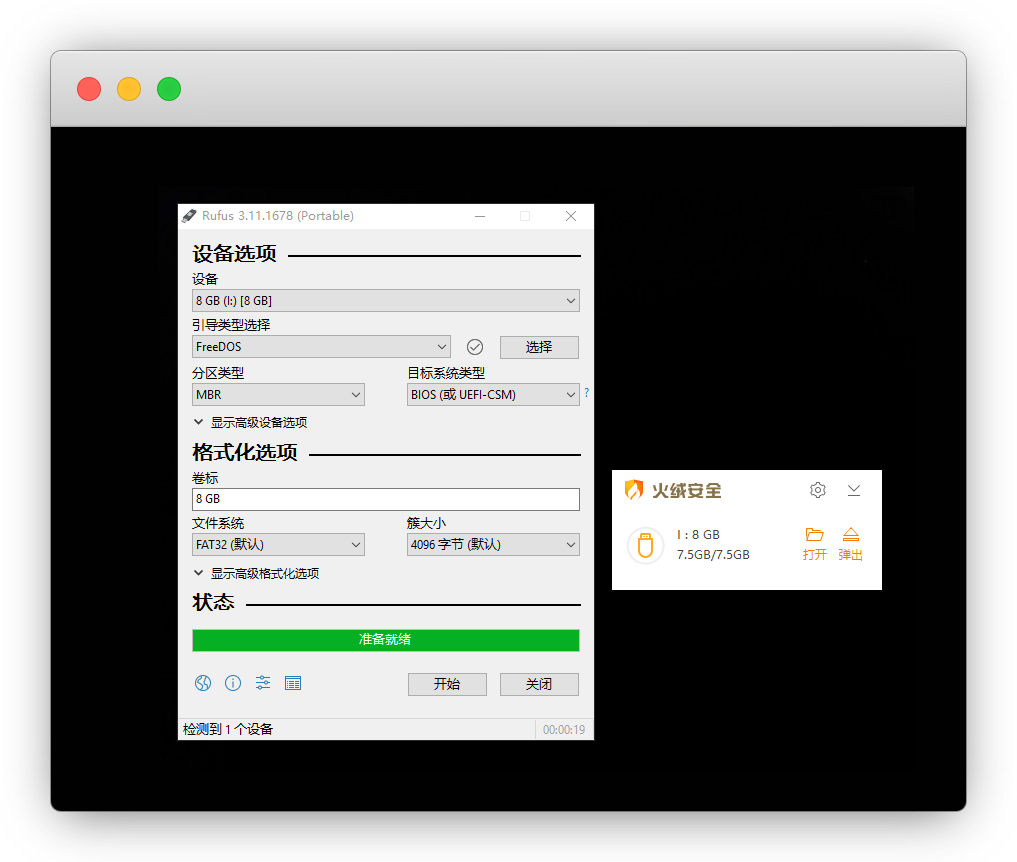 Rufus 3.11.1678 (Portable)
设备选项
设备
8 GB (I:) [8 GB]
引导类型选择
FreeDOS
选择
分区类型
目标系统类型
MBR
BIOS (或 UEFI-CSM)
?
显示高级设备选项
格式化选项
卷标
8 GB
文件系统
簇大小
FAT32 (默认)
4096 字节 (默认)
显示高级格式化选项
状态
准备就绪
开始
关闭
检测到 1 个设备
00:00:19
火绒安全
I : 8 GB
7.5GB/7.5GB
打开
弹出